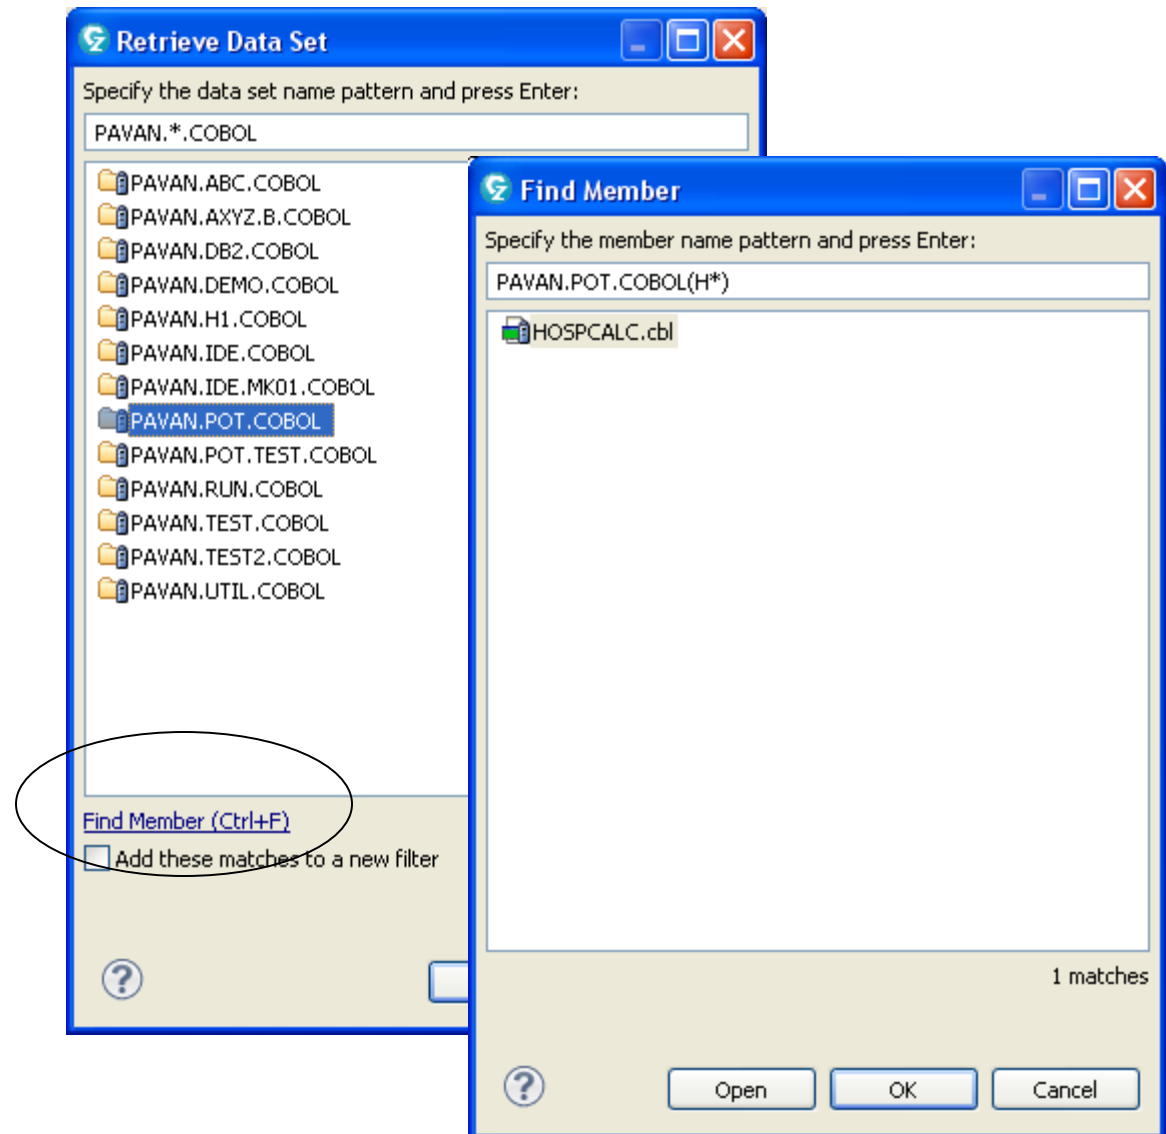 Retrieve Data Set
Specify the data set name pattern and press Enter:
PAVAN.*.COBOL
PAVAN.ABC.COBOL
PAVAN.AXYZ.B.COBOL
PAVAN.DB2.COBOL
PAVAN.DEMO.COBOL
PAVAN.H1.COBOL
PAVAN.IDE.COBOL
PAVAN.IDE.MK01.COBOL
PAVAN.POT.COBOL
PAVAN.POT.TEST.COBOL
PAVAN.RUN.COBOL
PAVAN.TEST.COBOL
PAVAN.TEST2.COBOL
PAVAN.UTIL.COBOL
Find Member (Ctrl+F)
Add these matches to a new filter
?
Find Member
Specify the member name pattern and press Enter:
PAVAN.POT.COBOL(H*)
HOSPCALC.cbl
1 matches
?
Open
OK
Cancel